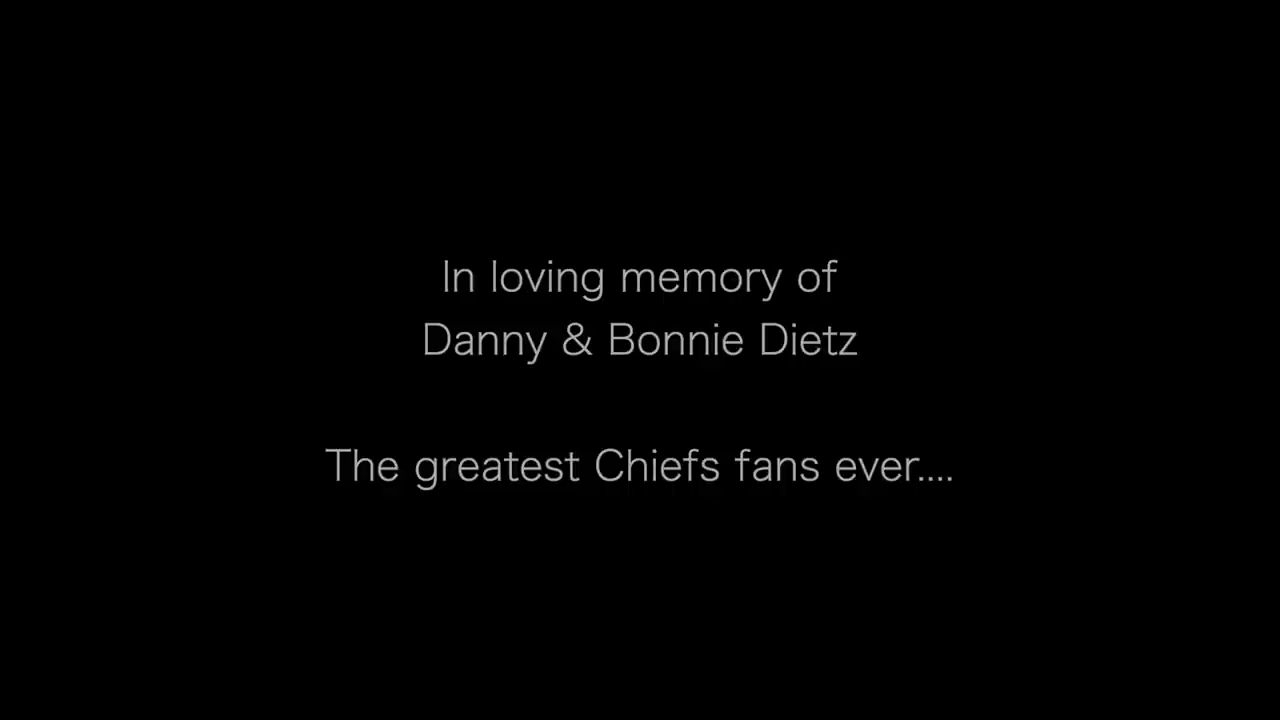 In loving memory of
Danny & Bonnie Dietz
The greatest Chiefs fans ever....